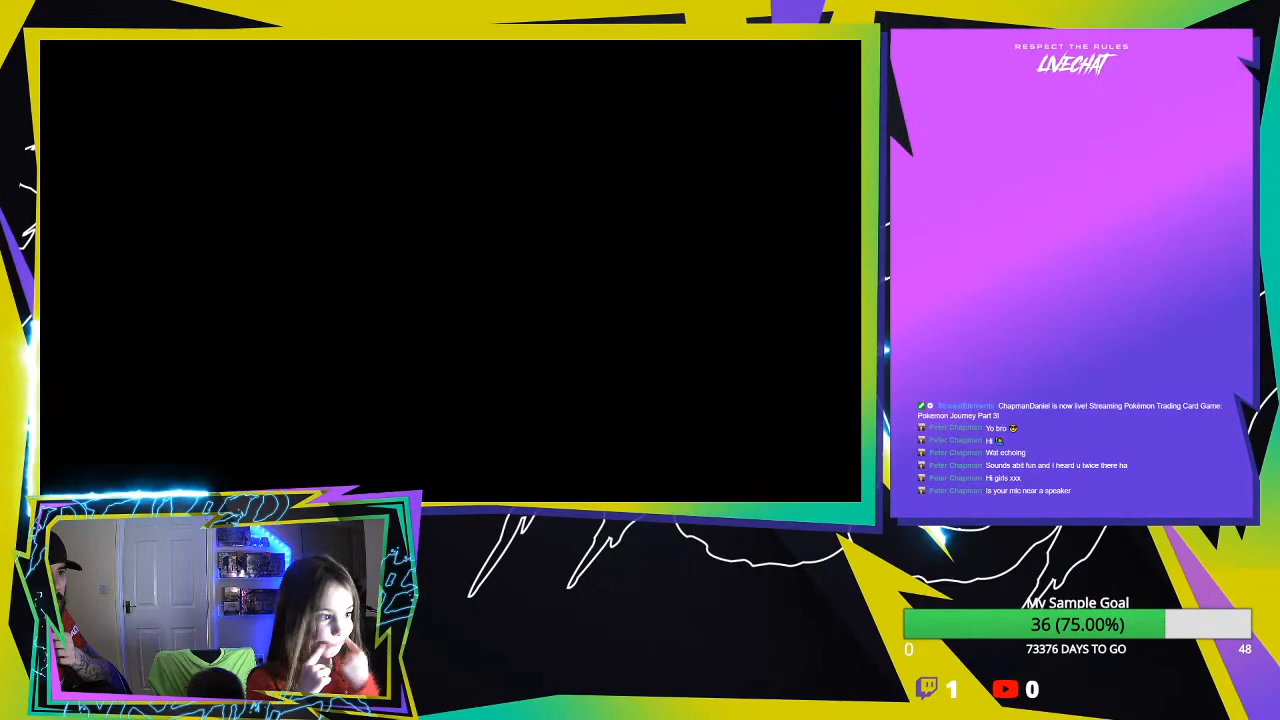 RESPECT THE RULES
LIVECHAT
StreamElements ChapmanDaniel is now live! Streaming Pokémon Trading Card Game:
Pokemon Journey Part 3!
Peter Chapman Yo bro 😎
Peter Chapman Hi
Peter Chapman Wat echoing
Peter Chapman Sounds abit fun and I heard u twice there ha
Peter Chapman Hi girls xxx
Peter Chapman Is your mic near a speaker
My Sample Goal
36 (75.00%)
0 73376 DAYS TO GO 48
1 0